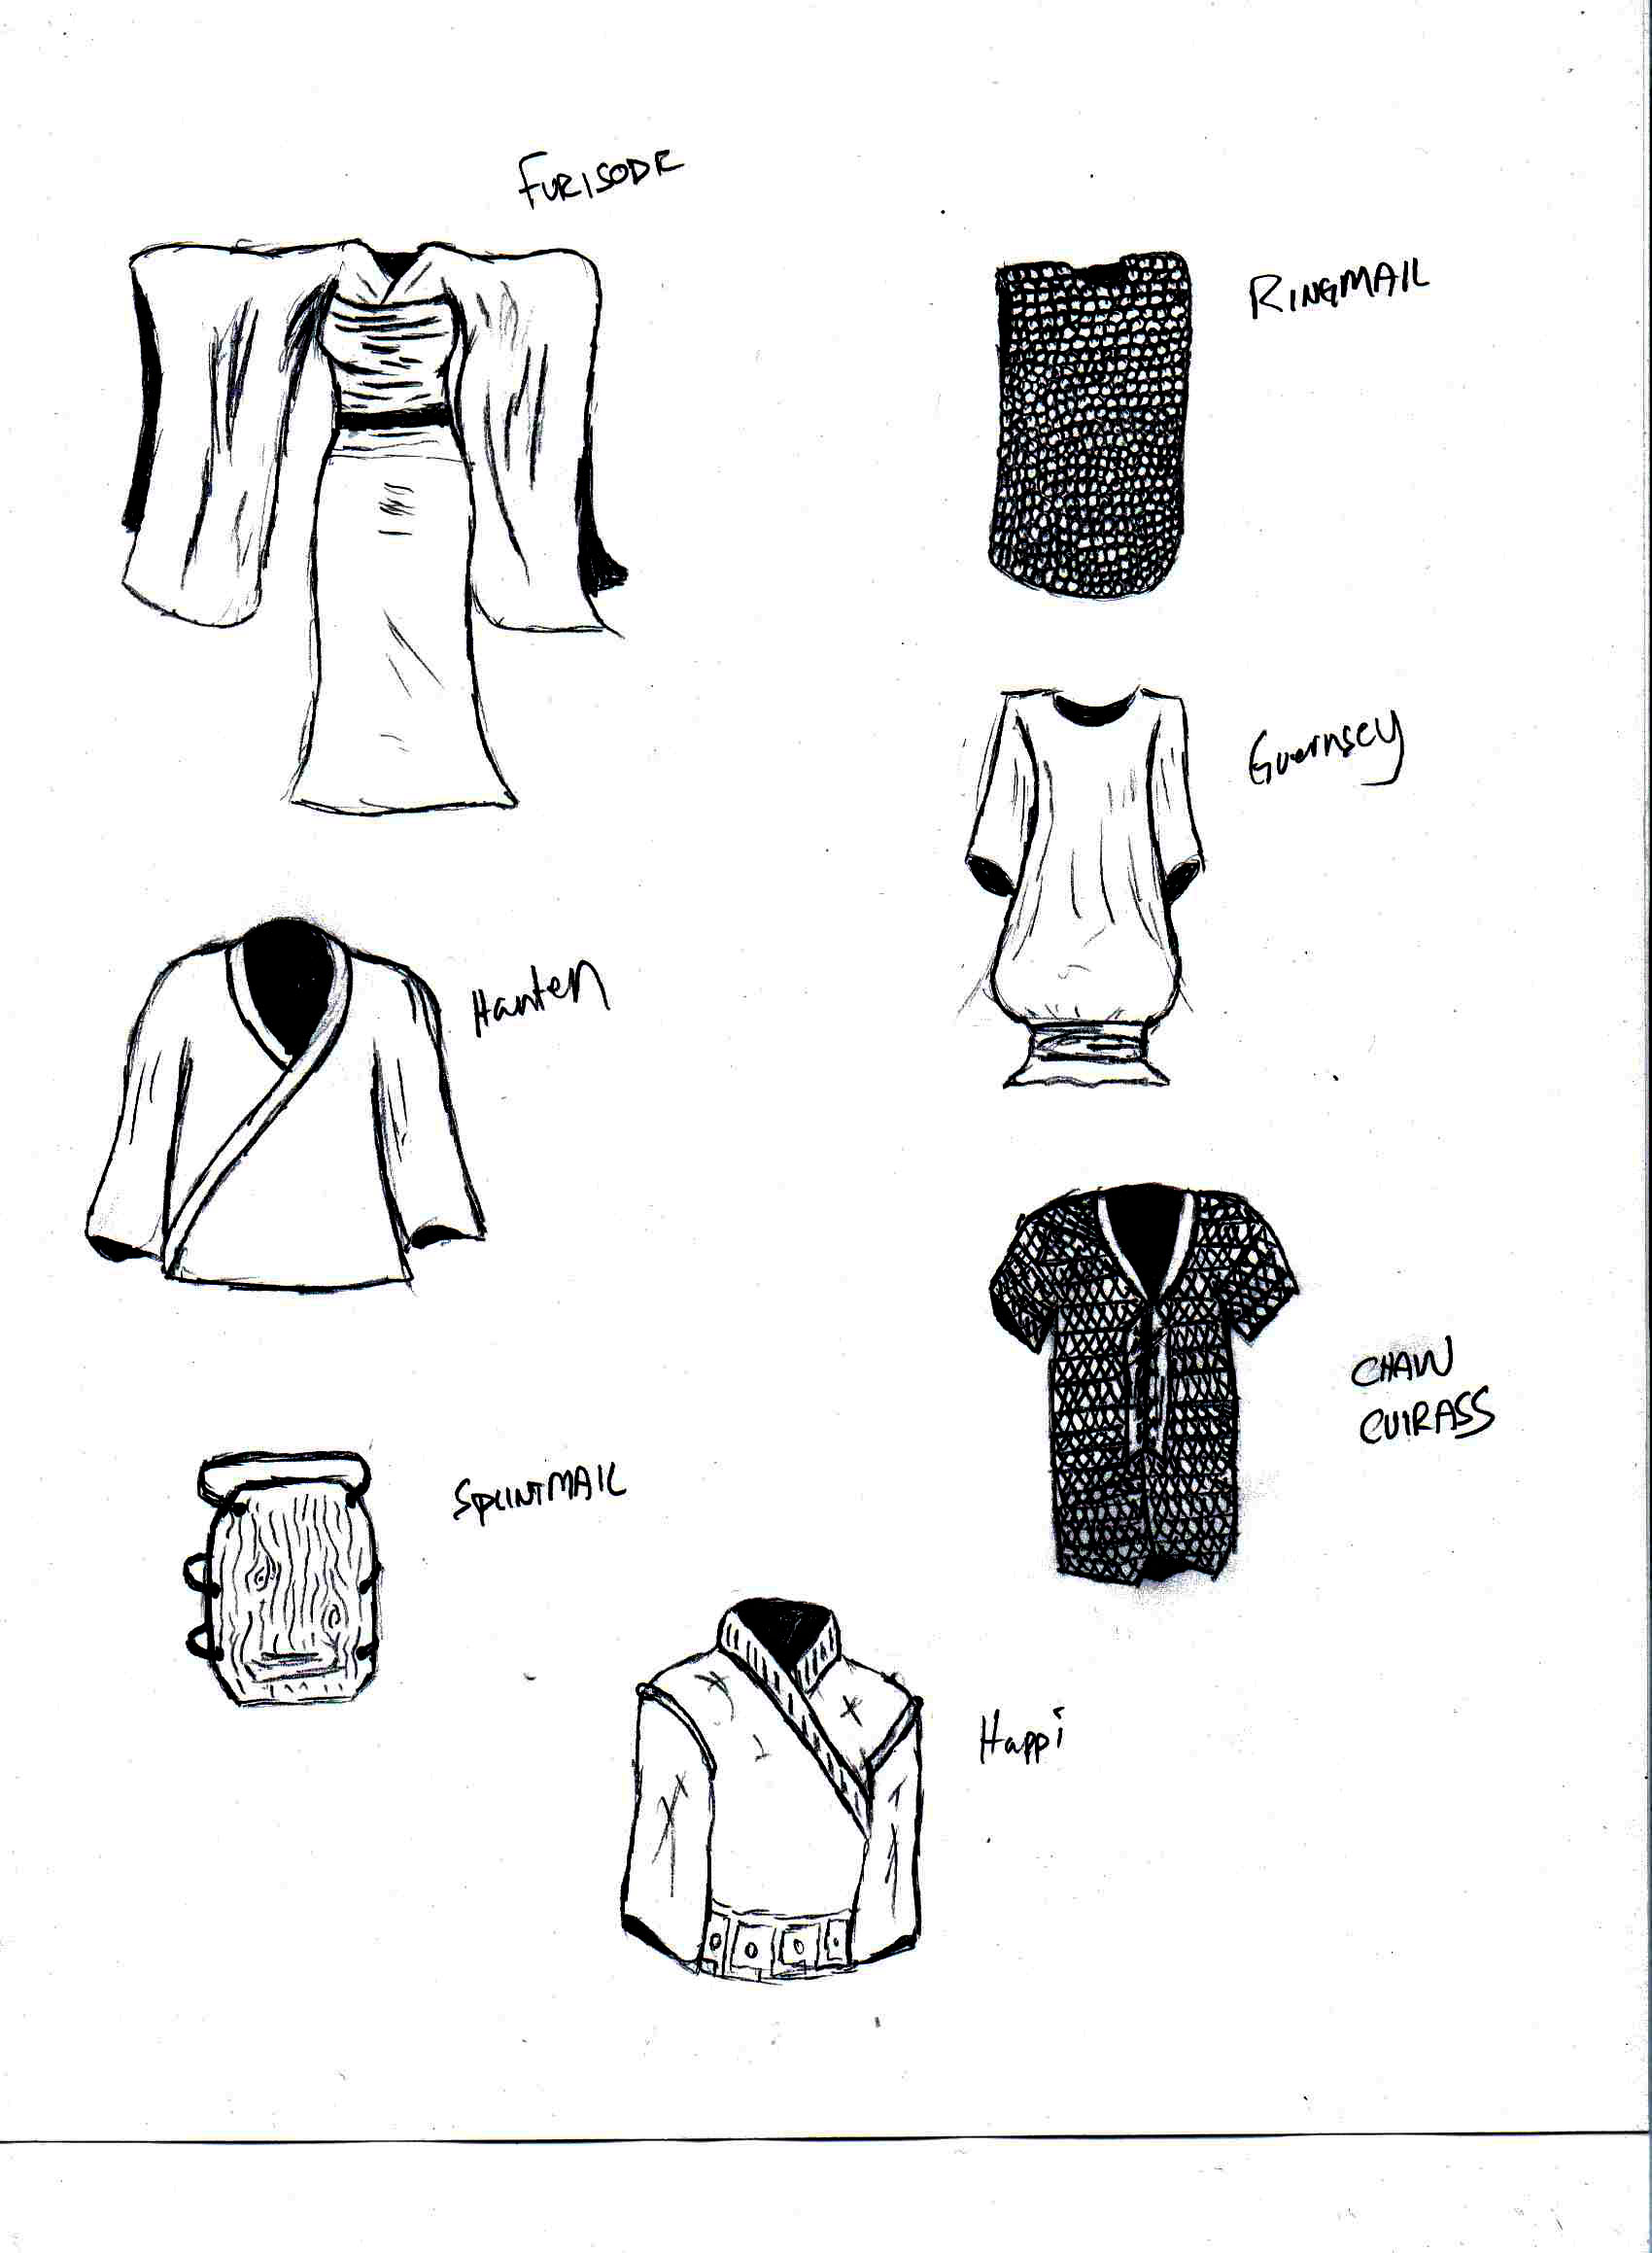 FURISODE
RINGMAIL
Guernsey
Hanten
CHAIN
CUIRASS
SPLINTMAIL
Happi